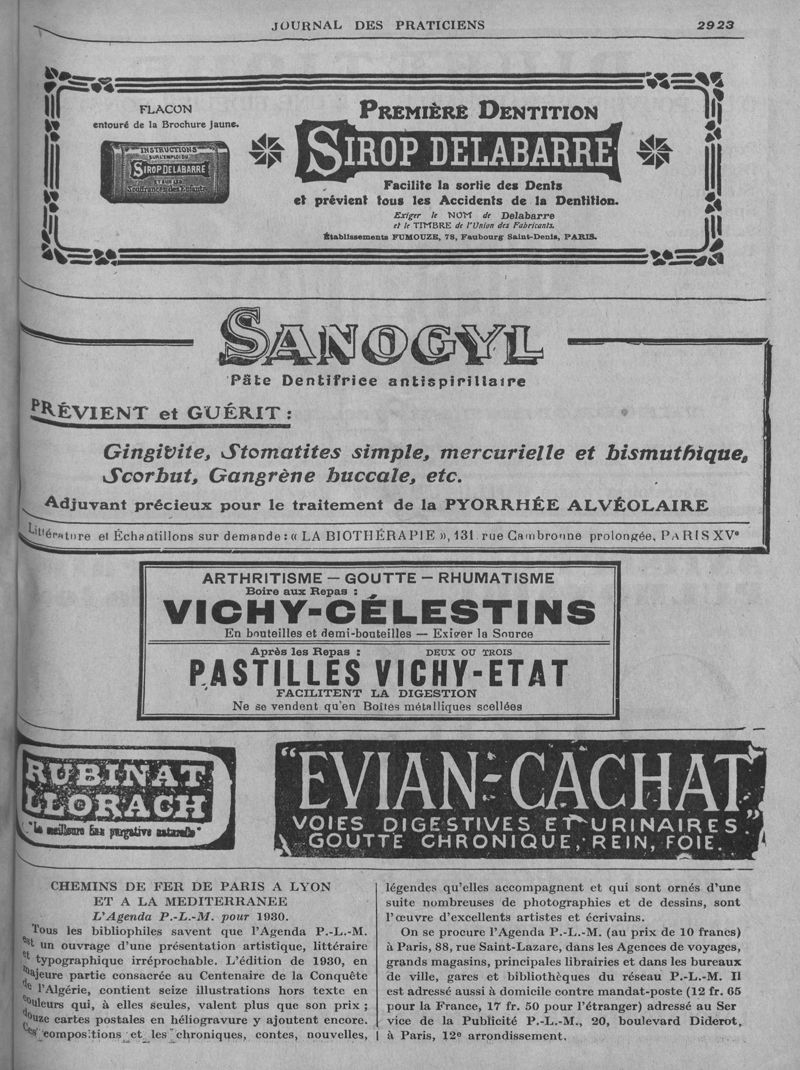 JOURNAL DES PRATICIENS
2923
FLACON
entouré de la Brochure Jaune.
INSTRUCTIONS
SUR L'EMPLOI DU
SIROP DELABARRE
ET SUR LES
Souffrances des Enfants
PREMIÈRE DENTITION
SIROP DELABARRE
Facilite la sortie des Dents
et prévient tous les Accidents de la Dentition.
Exiger le NOM de Delabarre
et le TIMBRE de l'Union des Fabricants.
Établissements FUMOUZE, 78, Faubourg Saint-Denis, PARIS.
SANOGYL
Pâte Dentifrice antispirillaire
PRÉVIENT et GUÉRIT :
Gingivite, Stomatites simple, mercurielle et bismuthique,
Scorbut, Gangrène buccale, etc.
Adjuvant précieux pour le traitement de la PYORRHÉE ALVÉOLAIRE
Littérature et Échantillons sur demande : « LA BIOTHÉRAPIE », 131 rue Cambronne prolongée, PARIS XVe
ARTHRITISME — GOUTTE — RHUMATISME
Boire aux Repas :
VICHY-CÉLESTINS
En bouteilles et demi-bouteilles — Exiger la Source
Après les Repas : DEUX OU TROIS
PASTILLES VICHY-ETAT
FACILITENT LA DIGESTION
Ne se vendent qu'en Boîtes métalliques scellées
RUBINAT
LLORACH
"La meilleure Eau purgative naturelle"
"EVIAN-CACHAT"
VOIES DIGESTIVES ET URINAIRES.
GOUTTE CHRONIQUE, REIN, FOIE.
CHEMINS DE FER DE PARIS A LYON
ET A LA MEDITERRANEE
L'Agenda P.-L.-M. pour 1930.
Tous les bibliophiles savent que l'Agenda P.-L.-M.
est un ouvrage d'une présentation artistique, littéraire
et typographique irréprochable. L'édition de 1930, en
majeure partie consacrée au Centenaire de la Conquête
de l'Algérie, contient seize illustrations hors texte en
couleurs qui, à elles seules, valent plus que son prix ;
douze cartes postales en héliogravure y ajoutent encore.
Ces compositions et les chroniques, contes, nouvelles,
légendes qu'elles accompagnent et qui sont ornés d'une
suite nombreuses de photographies et de dessins, sont
l'œuvre d'excellents artistes et écrivains.
On se procure l'Agenda P.-L.-M. (au prix de 10 francs)
à Paris, 88, rue Saint-Lazare, dans les Agences de voyages,
grands magasins, principales librairies et dans les bureaux
de ville, gares et bibliothèques du réseau P.-L.-M. Il
est adressé aussi à domicile contre mandat-poste (12 fr. 65
pour la France, 17 fr. 50 pour l'étranger) adressé au Ser
vice de la Publicité P.-L.-M., 20, boulevard Diderot,
à Paris, 12e arrondissement.